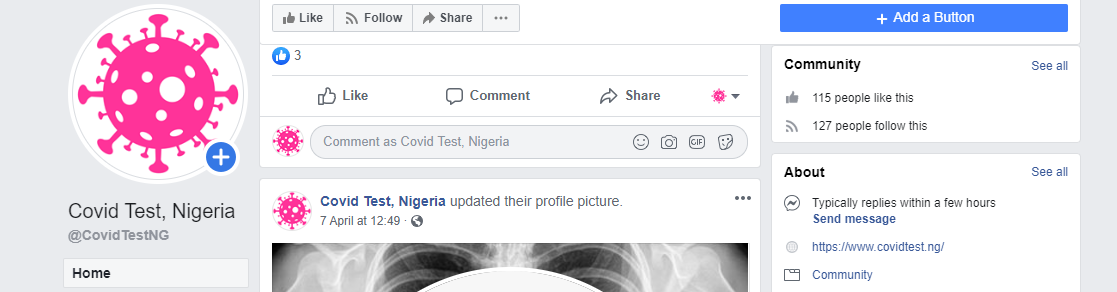 Like
Follow
Share
+ Add a Button
3
Like
Comment
Share
Comment as Covid Test, Nigeria
GIF
Covid Test, Nigeria
@CovidTestNG
Home
Covid Test, Nigeria updated their profile picture.
7 April at 12:49 ·
Community
See all
115 people like this
127 people follow this
About
See all
Typically replies within a few hours
Send message
https://www.covidtest.ng/
Community